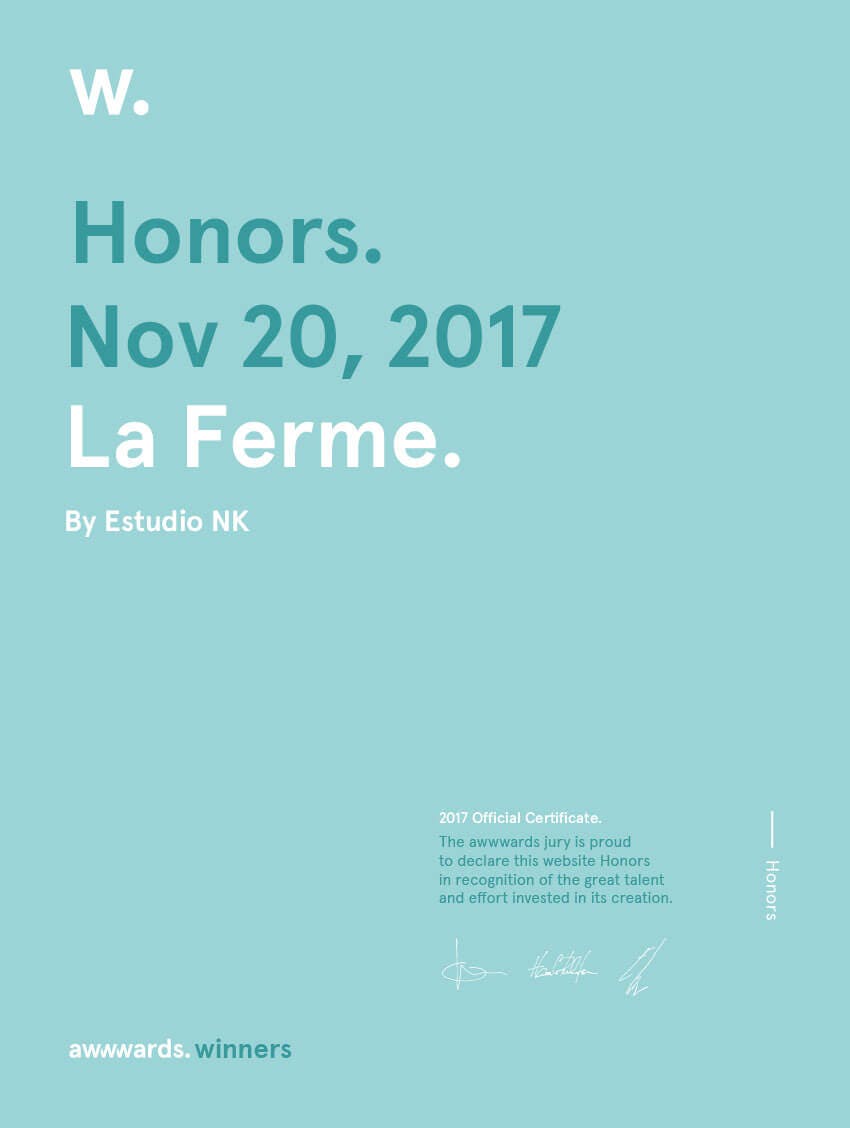 w.
Honors.
Nov 20, 2017
La Ferme.
By Estudio NK
2017 Official Certificate.
The awwwards jury is proud
to declare this website Honors
in recognition of the great talent
and effort invested in its creation.
Honors
awwwards. winners